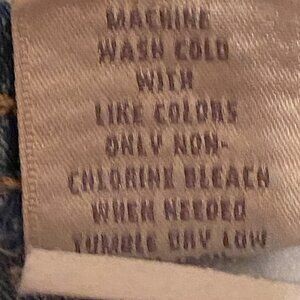 MACHINE
WASH COLD
WITH
LIKE COLORS
ONLY NON-
CHLORINE BLEACH
WHEN NEEDED
TUMBLE DRY LOW